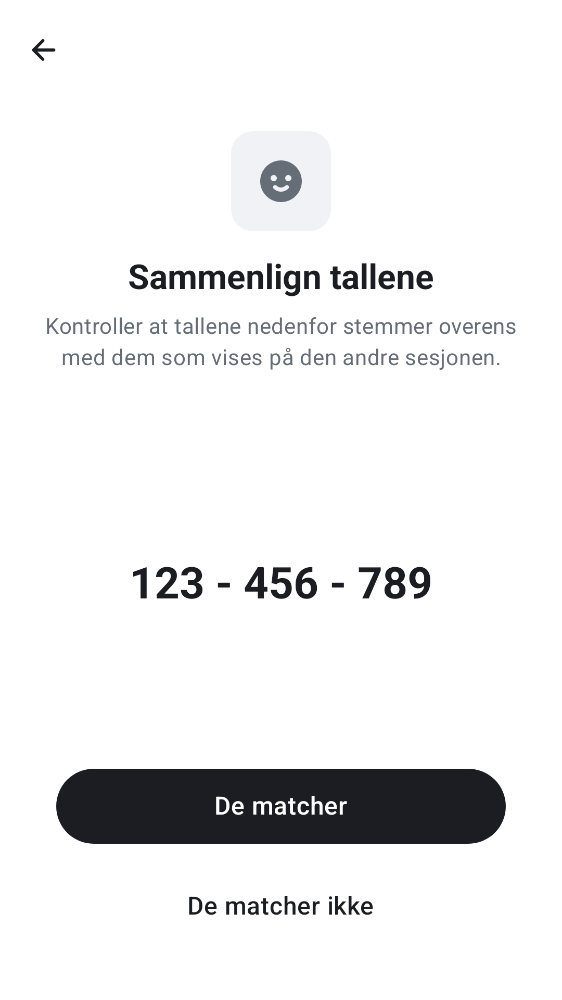 Sammenlign tallene
Kontroller at tallene nedenfor stemmer overens
med dem som vises på den andre sesjonen.
123 - 456 - 789
De matcher
De matcher ikke